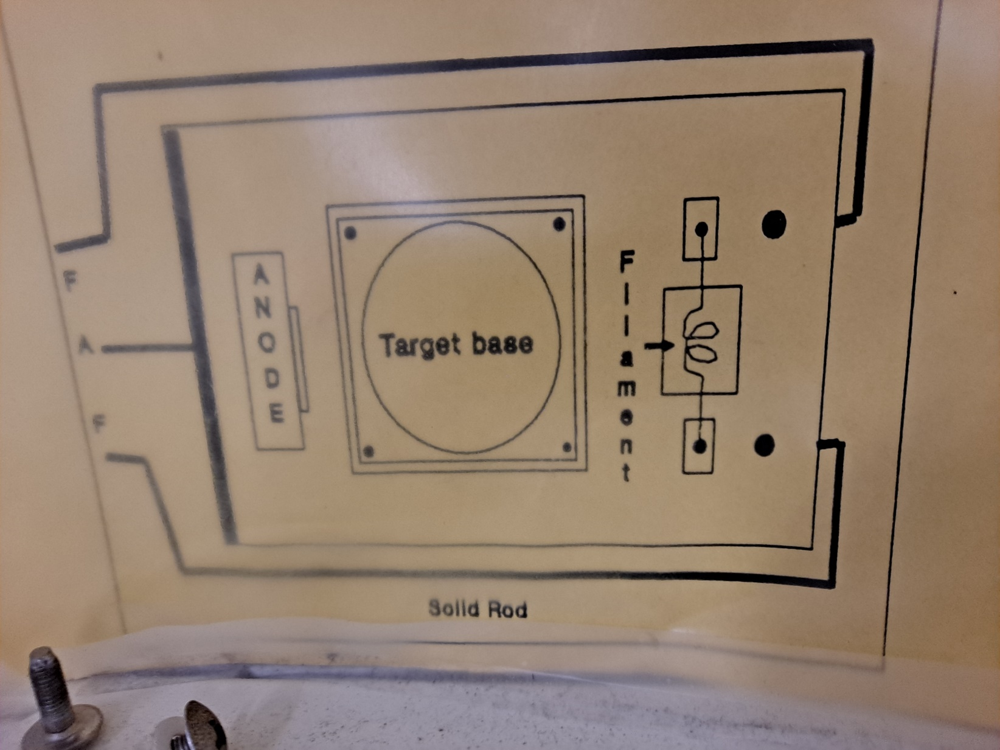 F
A
F
ANODE
Target base
Filament
Solid Rod